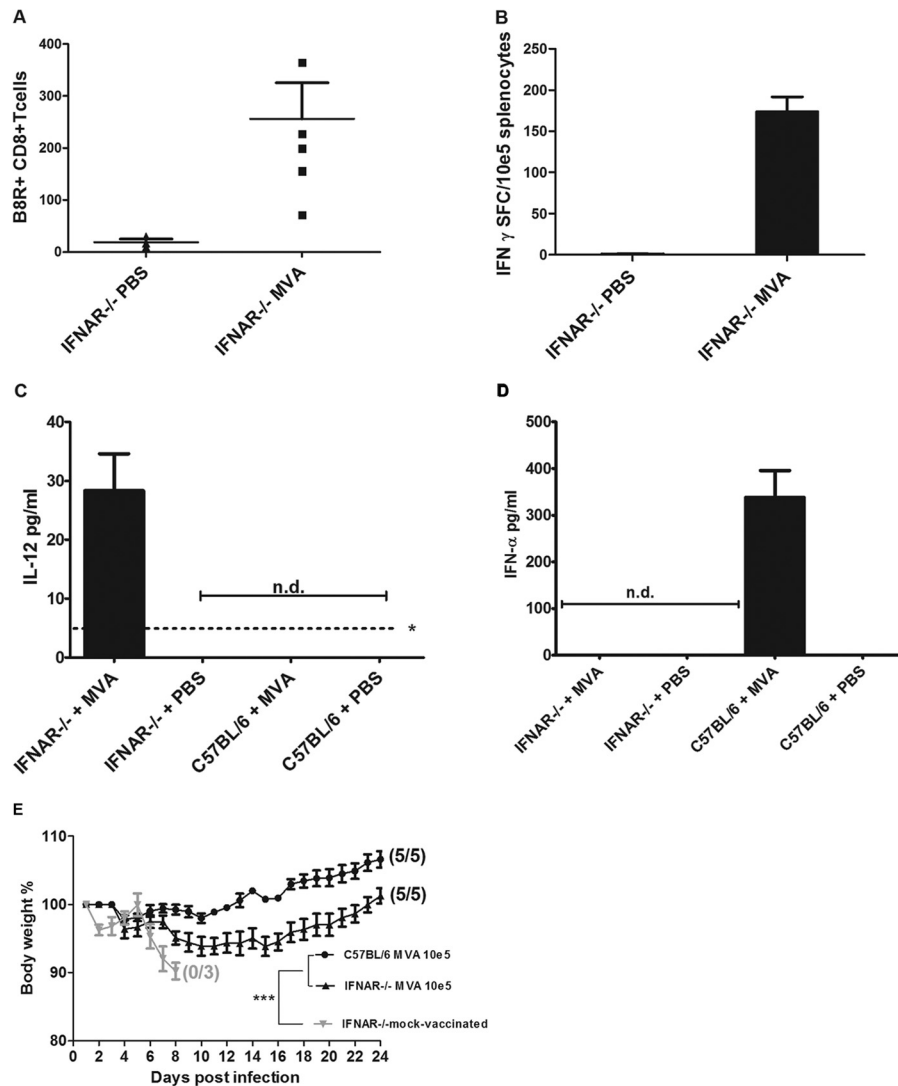 A
B8R+ CD8+Tcells
400
300
200
100
0
IFNAR-/- PBS
IFNAR-/- MVA
B
IFN γ SFC/10e5 splenocytes
250
200
150
100
50
0
IFNAR-/- PBS
IFNAR-/- MVA
C
IL-12 pg/ml
40
30
20
10
0
n.d.
*
IFNAR-/- + MVA
IFNAR-/- + PBS
C57BL/6 + MVA
C57BL/6 + PBS
D
IFN-α pg/ml
500
400
300
200
100
0
n.d.
IFNAR-/- + MVA
IFNAR-/- + PBS
C57BL/6 + MVA
C57BL/6 + PBS
E
Body weight %
110
100
90
80
(5/5)
(5/5)
(0/3)
C57BL/6 MVA 10e5
IFNAR-/- MVA 10e5
***
IFNAR-/-mock-vaccinated
0 2 4 6 8 10 12 14 16 18 20 22 24
Days post infection